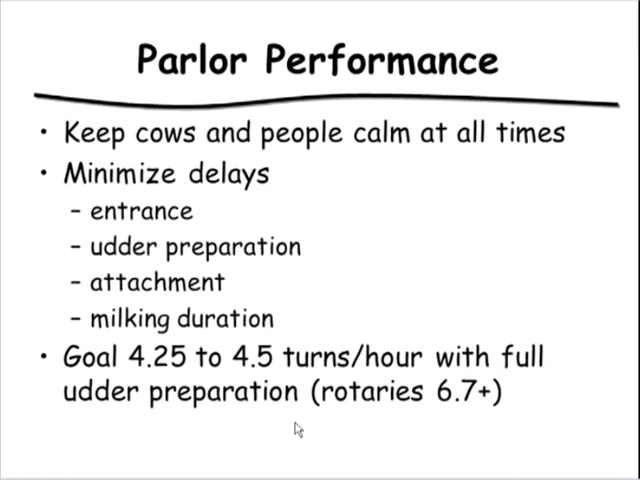 Parlor Performance
• Keep cows and people calm at all times
• Minimize delays
– entrance
– udder preparation
– attachment
– milking duration
• Goal 4.25 to 4.5 turns/hour with full
udder preparation (rotaries 6.7+)